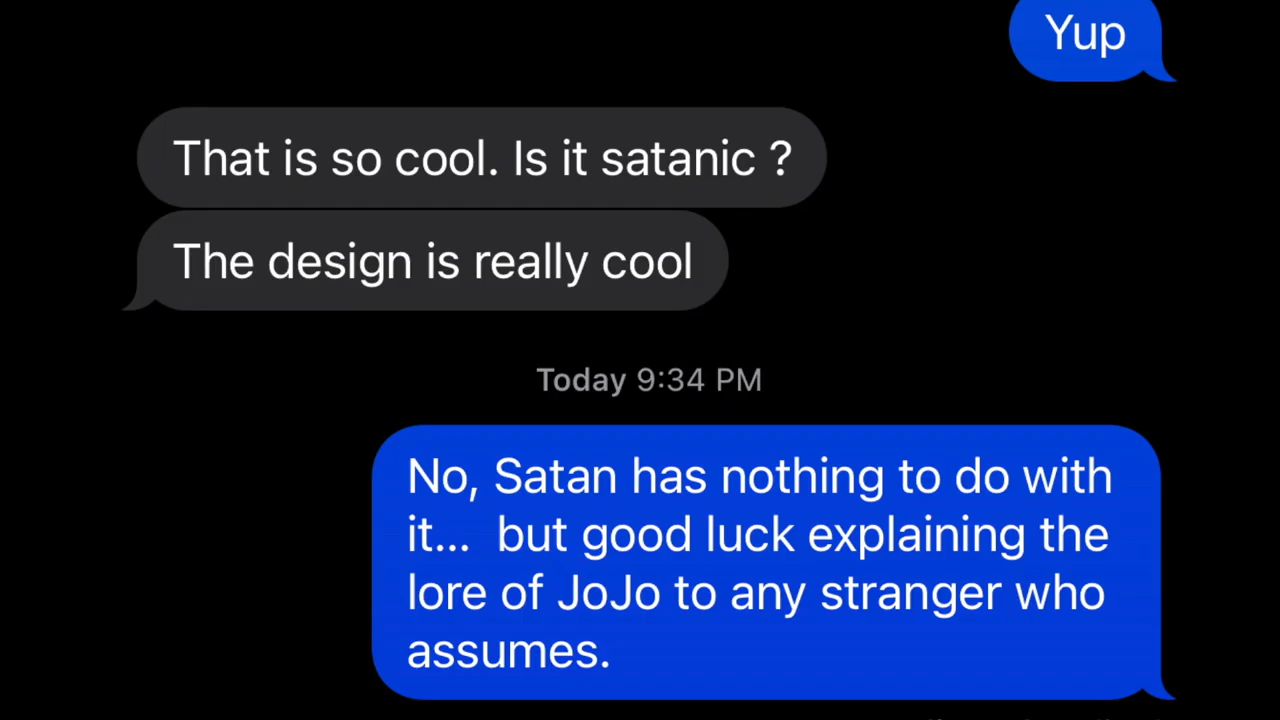 Yup
That is so cool. Is it satanic ?
The design is really cool
Today 9:34 PM
No, Satan has nothing to do with
it...  but good luck explaining the
lore of JoJo to any stranger who
assumes.